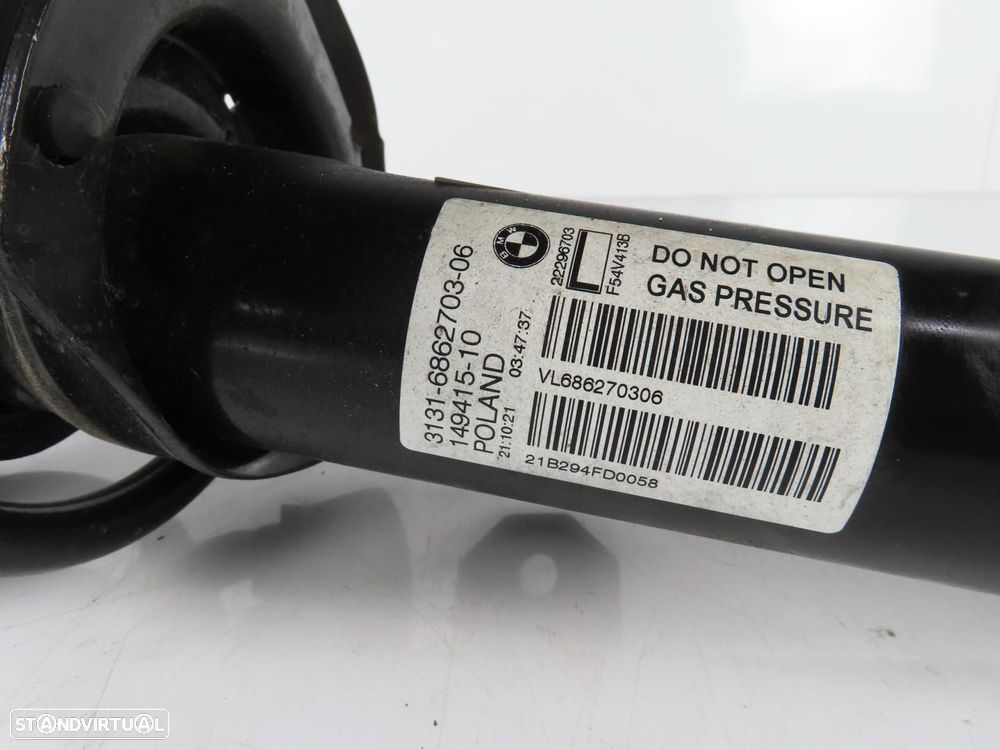 3131-6862703-06
149415-10
POLAND
21:10:21 03:47:37
BMW
22296703
F54V413B
DO NOT OPEN
GAS PRESSURE
VL686270306
21B294FD0058
STANDVIRTUAL